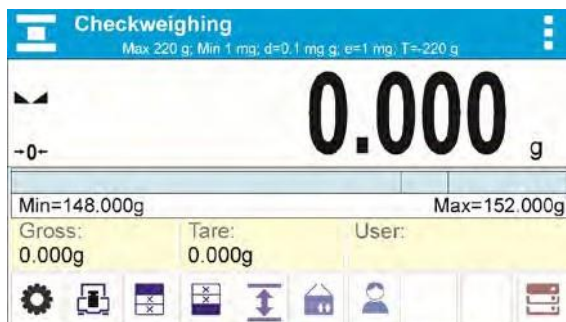 Checkweighing
Max 220 g; Min 1 mg; d=0.1 mg g; e=1 mg; T=-220 g
0.000 g
→0←
Min=148.000g Max=152.000g
Gross: Tare: User:
0.000g 0.000g